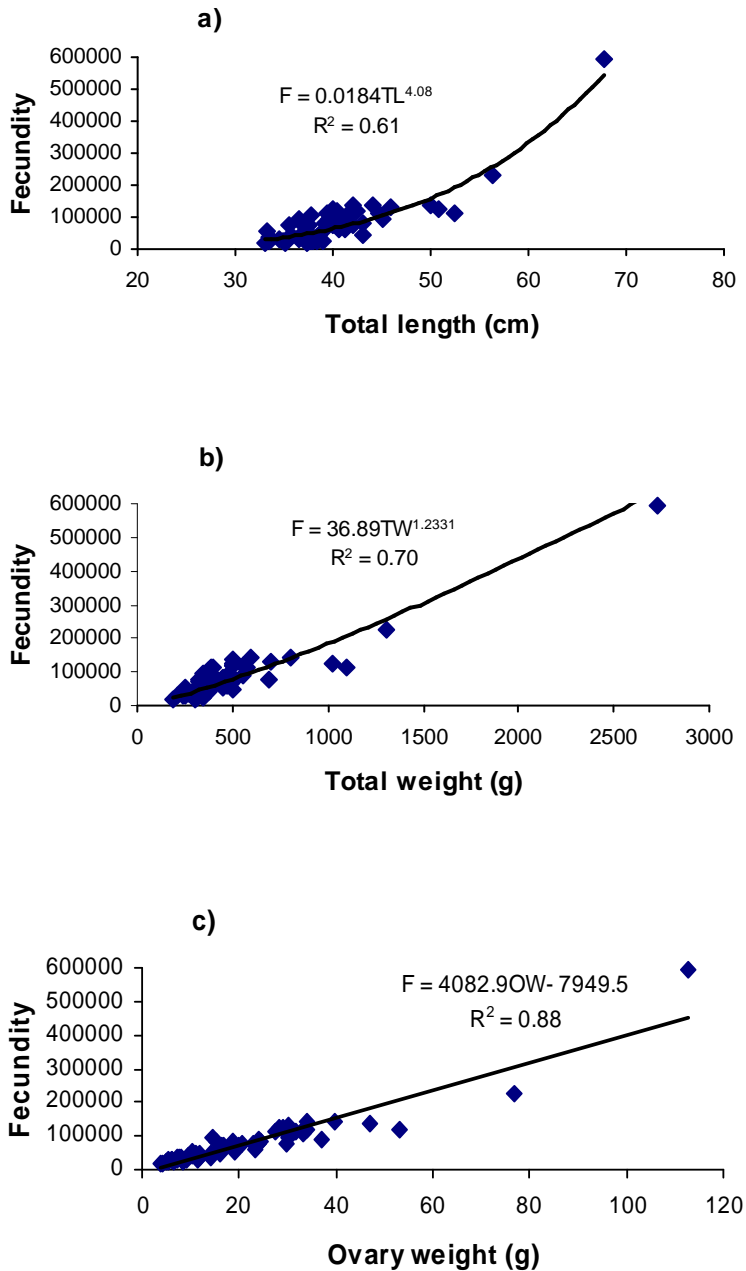 a)
600000
500000
400000
300000
200000
100000
0
Fecundity
F = 0.0184TL^4.08
R² = 0.61
20 30 40 50 60 70 80
Total length (cm)
b)
600000
500000
400000
300000
200000
100000
0
Fecundity
F = 36.89TW^1.2331
R² = 0.70
0 500 1000 1500 2000 2500 3000
Total weight (g)
c)
600000
500000
400000
300000
200000
100000
0
Fecundity
F = 4082.9OW- 7949.5
R² = 0.88
0 20 40 60 80 100 120
Ovary weight (g)